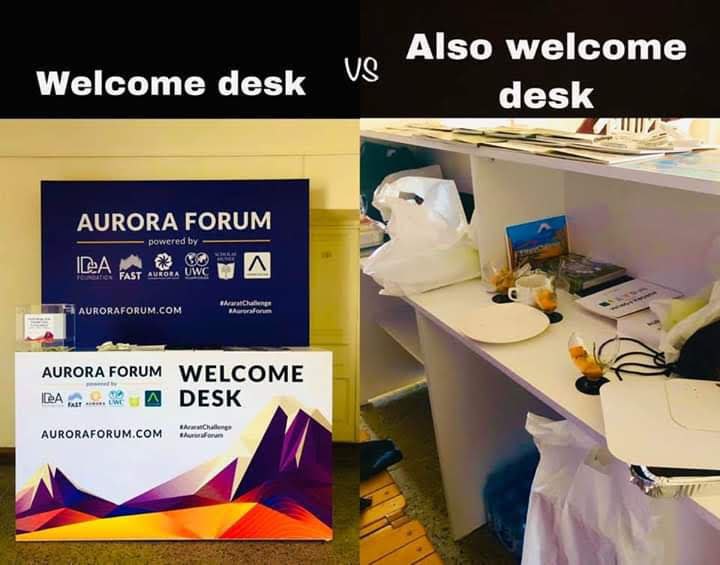 Welcome desk
VS
Also welcome
desk
AURORA FORUM
powered by
IDeA
FOUNDATION
FAST
AURORA
UWC
SCHOLAE
MUNDI
AURORAFORUM.COM
#AraratChallenge
#AuroraForum
AURORA FORUM
powered by
IDeA
FAST
AURORA
UWC
AURORAFORUM.COM
WELCOME
DESK
#AraratChallenge
#AuroraForum